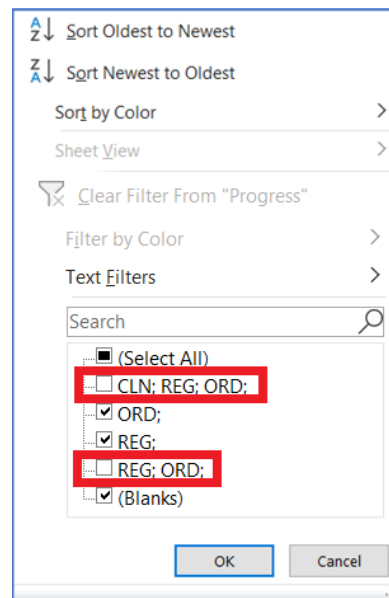 Sort Oldest to Newest
Sort Newest to Oldest
Sort by Color
Sheet View
Clear Filter From "Progress"
Filter by Color
Text Filters
Search
(Select All)
CLN; REG; ORD;
ORD;
REG;
REG; ORD;
(Blanks)
OK Cancel